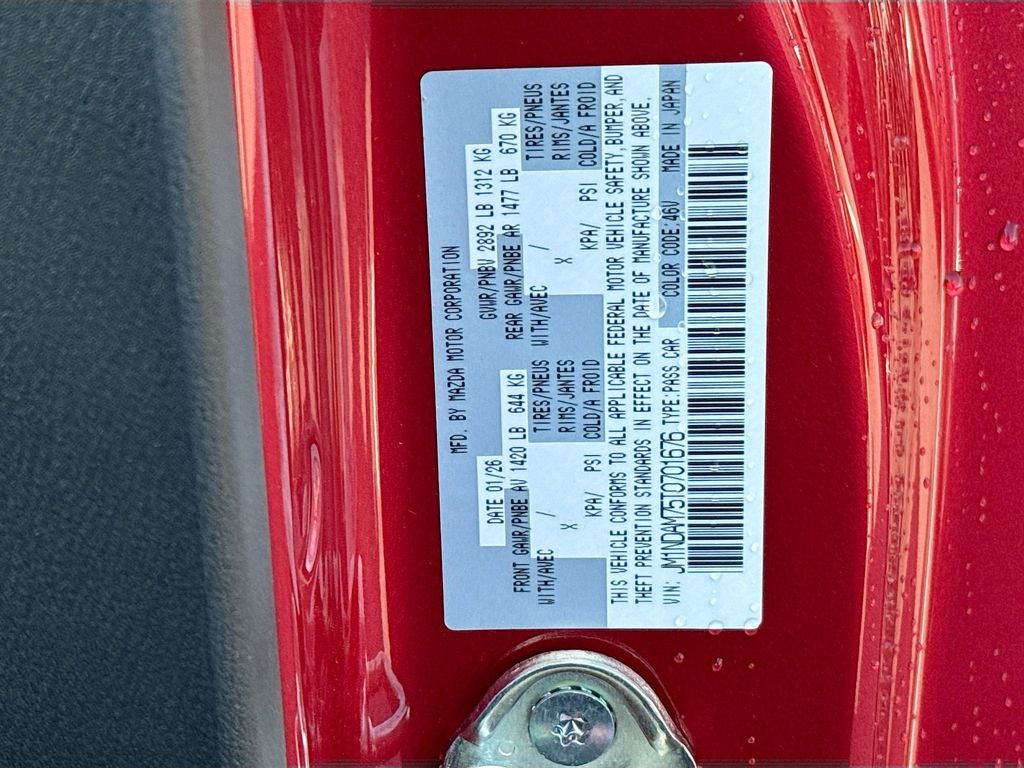 MFD. BY MAZDA MOTOR CORPORATION
DATE 01/26 GVWR/PNBV 2892 LB 1312 KG
FRONT GAWR/PNBE AV 1420 LB 644 KG REAR GAWR/PNBE AR 1477 LB 670 KG
WITH/AVEC / TIRES/PNEUS WITH/AVEC / TIRES/PNEUS
X RIMS/JANTES X RIMS/JANTES
KPA/ PSI COLD/A FROID KPA/ PSI COLD/A FROID
THIS VEHICLE CONFORMS TO ALL APPLICABLE FEDERAL MOTOR VEHICLE SAFETY, BUMPER, AND
THEFT PREVENTION STANDARDS IN EFFECT ON THE DATE OF MANUFACTURE SHOWN ABOVE.
VIN: JM1NDAM75T0701676 TYPE:PASS CAR COLOR CODE:46V MADE IN JAPAN